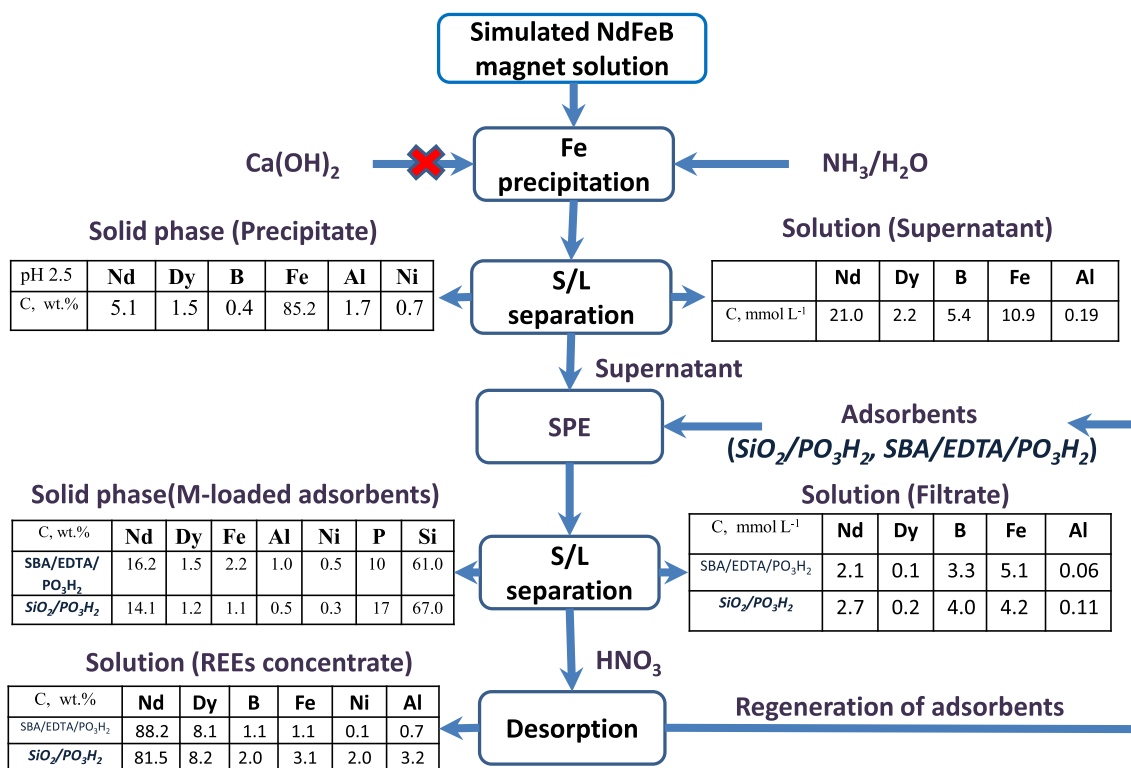 Simulated NdFeB
magnet solution
Ca(OH)₂
Fe
precipitation
NH₃/H₂O
Solid phase (Precipitate)
pH 2.5 Nd Dy B Fe Al Ni
C, wt.% 5.1 1.5 0.4 85.2 1.7 0.7
S/L
separation
Solution (Supernatant)
Nd Dy B Fe Al
C, mmol L⁻¹ 21.0 2.2 5.4 10.9 0.19
Supernatant
SPE
Adsorbents
(SiO₂/PO₃H₂, SBA/EDTA/PO₃H₂)
Solid phase(M-loaded adsorbents)
C, wt.% Nd Dy Fe Al Ni P Si
SBA/EDTA/
PO₃H₂ 16.2 1.5 2.2 1.0 0.5 10 61.0
SiO₂/PO₃H₂ 14.1 1.2 1.1 0.5 0.3 17 67.0
S/L
separation
Solution (Filtrate)
C, mmol L⁻¹ Nd Dy B Fe Al
SBA/EDTA/PO₃H₂ 2.1 0.1 3.3 5.1 0.06
SiO₂/PO₃H₂ 2.7 0.2 4.0 4.2 0.11
HNO₃
Solution (REEs concentrate)
C, wt.% Nd Dy B Fe Ni Al
SBA/EDTA/PO₃H₂ 88.2 8.1 1.1 1.1 0.1 0.7
SiO₂/PO₃H₂ 81.5 8.2 2.0 3.1 2.0 3.2
Desorption
Regeneration of adsorbents